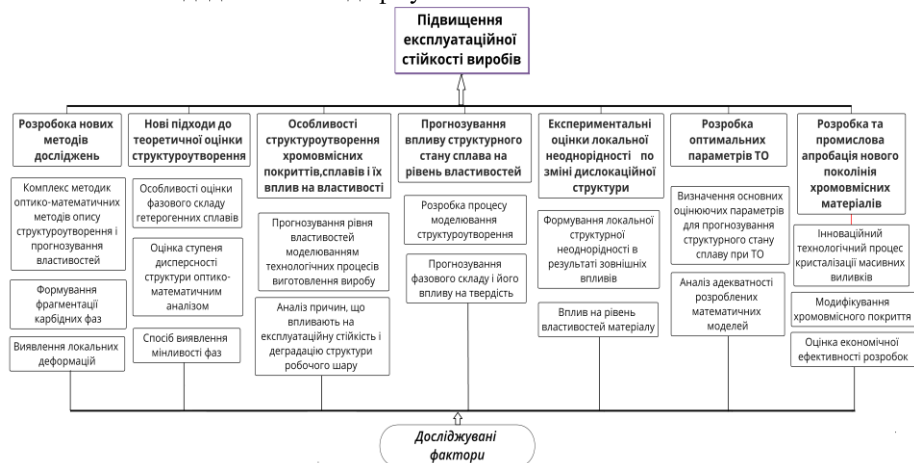 Підвищення
експлуатаційної
стійкості виробів
Розробока нових
методів
досліджень
Комплекс методик
оптико-математичних
методів опису
структуроутворення і
прогнозування
властивостей
Формування
фрагментації
карбідних фаз
Виявлення локальних
деформацій
Нові підходи до
теоретичної оцінки
структуроутворення
Особливості оцінки
фазового складу
гетерогенних сплавів
Оцінка ступеня
дисперсності
структури оптико-
математичним
аналізом
Спосіб виявлення
мінливості фаз
Особливості
структуроутворення
хромовмісних
покриттів,сплавів і їх
вплив на властивості
Прогнозування рівня
властивостей
моделюванням
технологічних процесів
виготовлення виробу
Аналіз причин, що
впливають на
експлуатаційну стійкість і
деградацію структури
робочого шару
Прогнозування
впливу структурного
стану сплава на
рівень властивостей
Розробка процесу
моделювання
структуроутворення
Прогнозування
фазового складу і його
впливу на твердість
Експериментальні
оцінки локальної
неоднорідності по
зміні дислокаційної
структури
Формування локальної
структурної
неоднорідності в
результаті зовнішніх
впливів
Вплив на рівень
властивостей матеріалу
Розробка
оптимальних
параметрів ТО
Визначення основних
оцінюючих параметрів
для прогнозування
структурного стану
сплаву при ТО
Аналіз адекватності
розроблених
математичних
моделей
Розробка та
промислова
апробація нового
поколінія
хромовмісних
матеріалів
Інноваційний
технологічний процес
кристалізації масивних
виливків
Модифікування
хромовмісного покриття
Оцінка економічної
ефективності розробок
Досліджувані
фактори